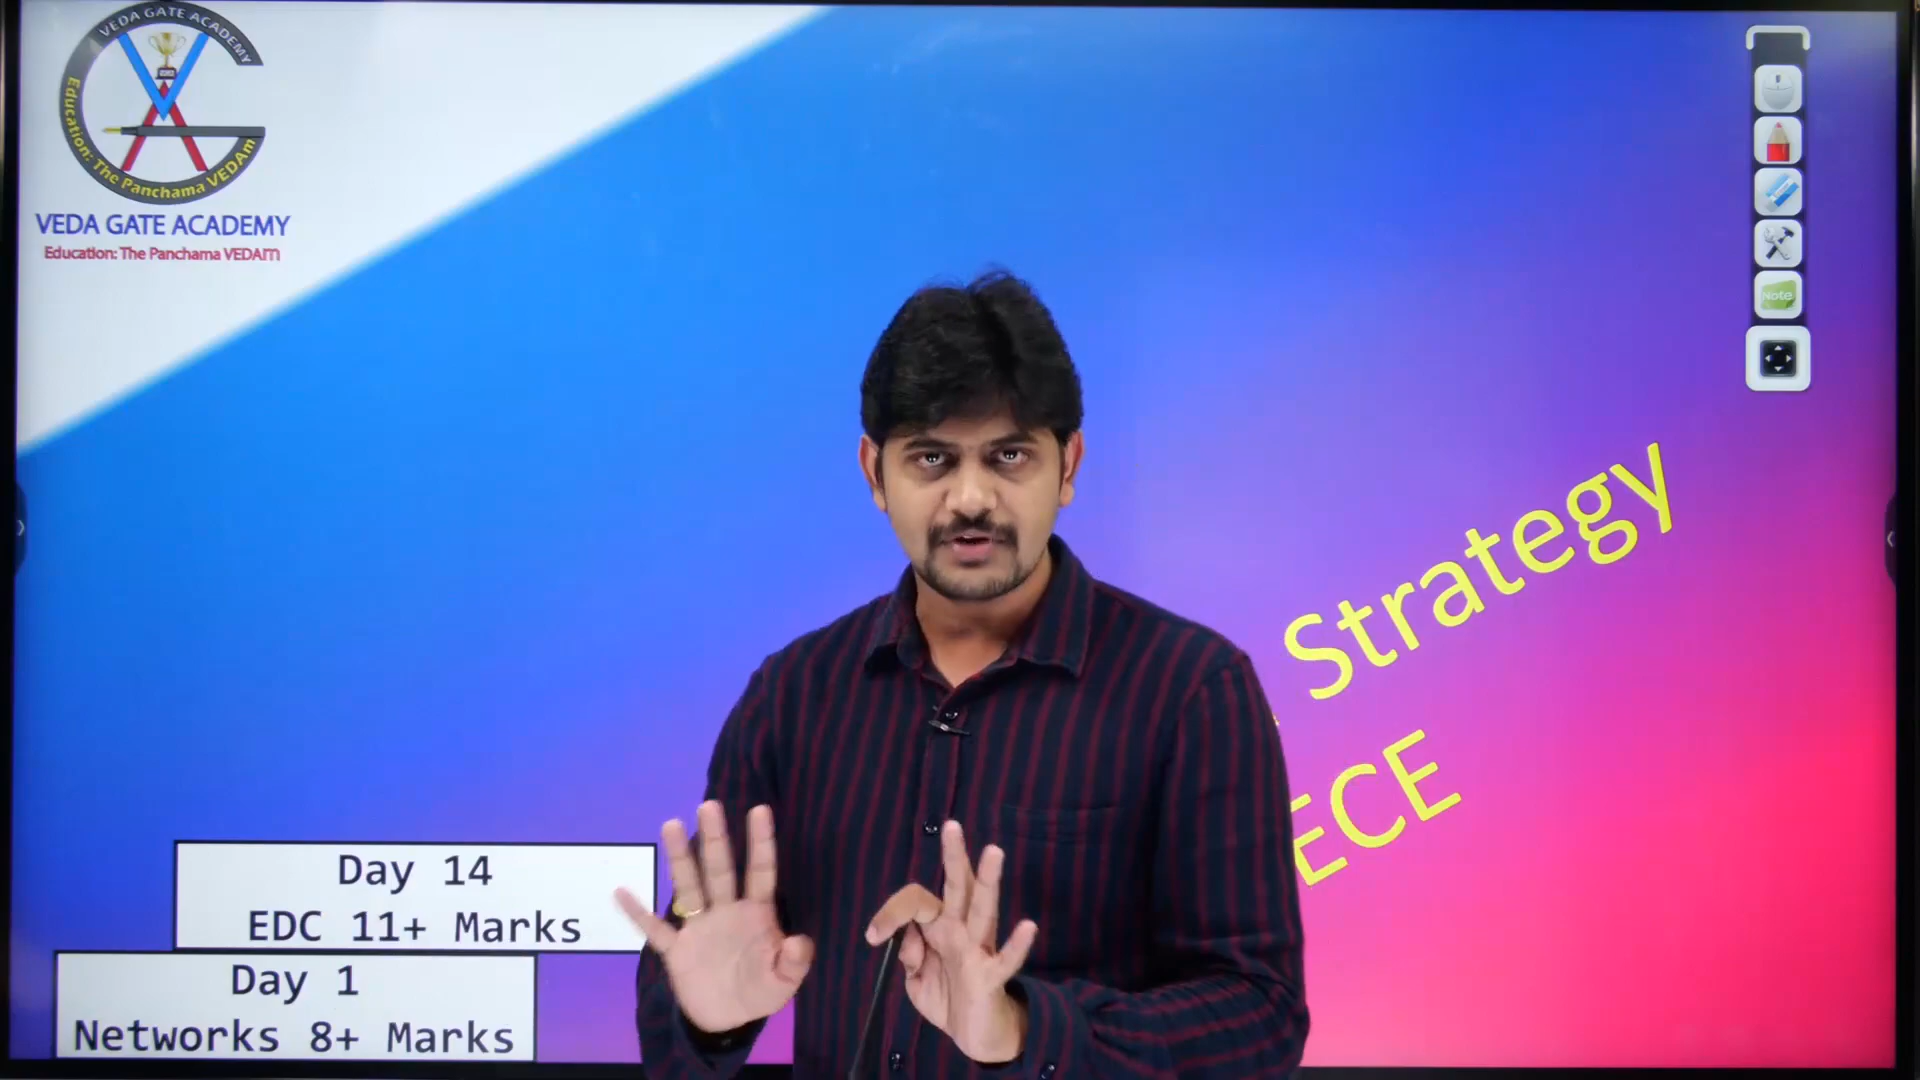 VEDA GATE ACADEMY
Education: The Panchama VEDAm
VEDA GATE ACADEMY
Education: The Panchama VEDAm
Note
Strategy
ECE
Day 14
EDC 11+ Marks
Day 1
Networks 8+ Marks